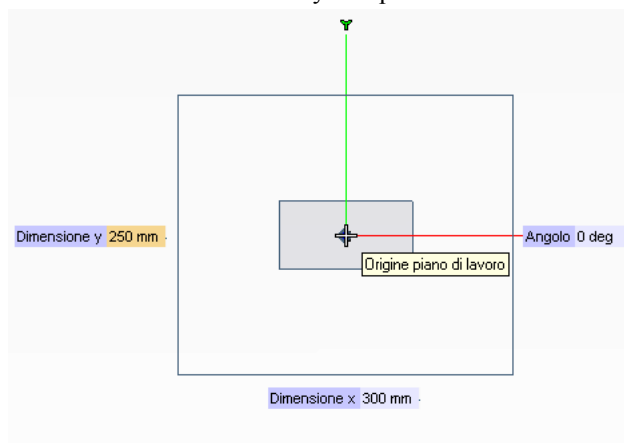 Y
Dimensione y 250 mm
Angolo 0 deg
Origine piano di lavoro
Dimensione x 300 mm